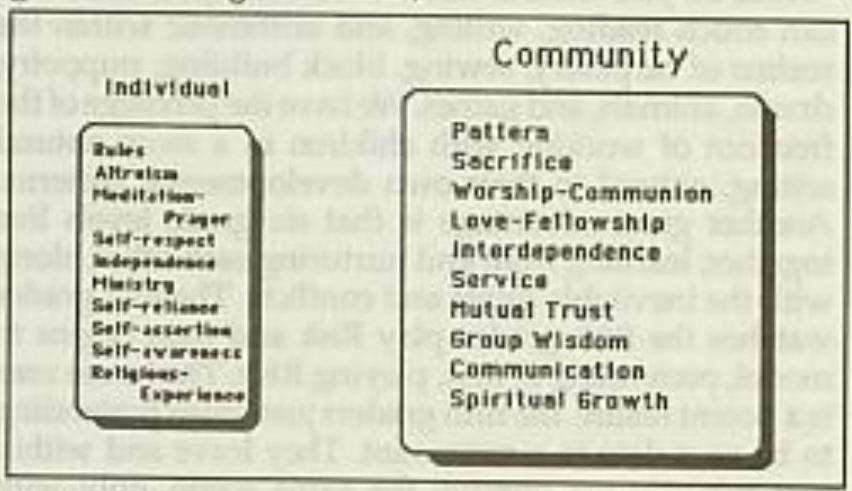 Individual
Rules
Altruism
Meditation-
Prayer
Self-respect
Independence
Ministry
Self-reliance
Self-assertion
Self-awareness
Religious-
Experience
Community
Pattern
Sacrifice
Worship-Communion
Love-Fellowship
Interdependence
Service
Mutual Trust
Group Wisdom
Communication
Spiritual Growth